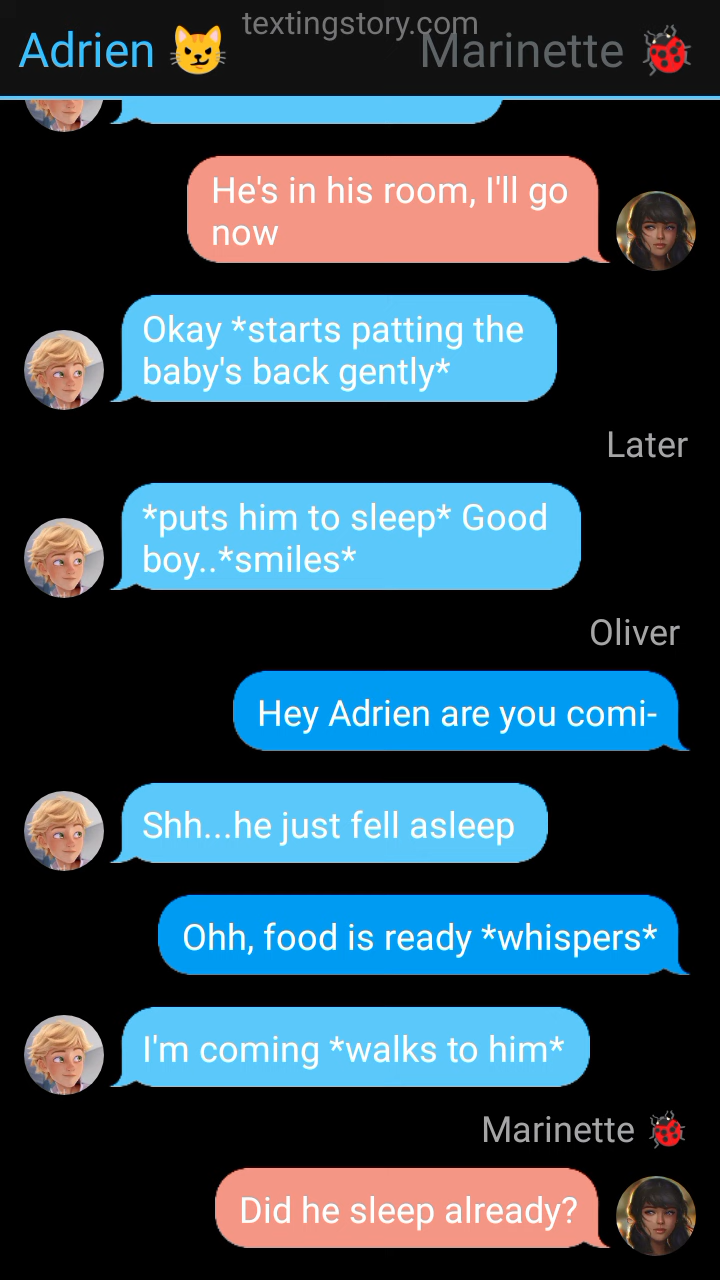 textingstory.com
Adrien 😼 Marinette 🐞
He's in his room, I'll go
now
Okay *starts patting the
baby's back gently*
Later
*puts him to sleep* Good
boy..*smiles*
Oliver
Hey Adrien are you comi-
Shh...he just fell asleep
Ohh, food is ready *whispers*
I'm coming *walks to him*
Marinette 🐞
Did he sleep already?